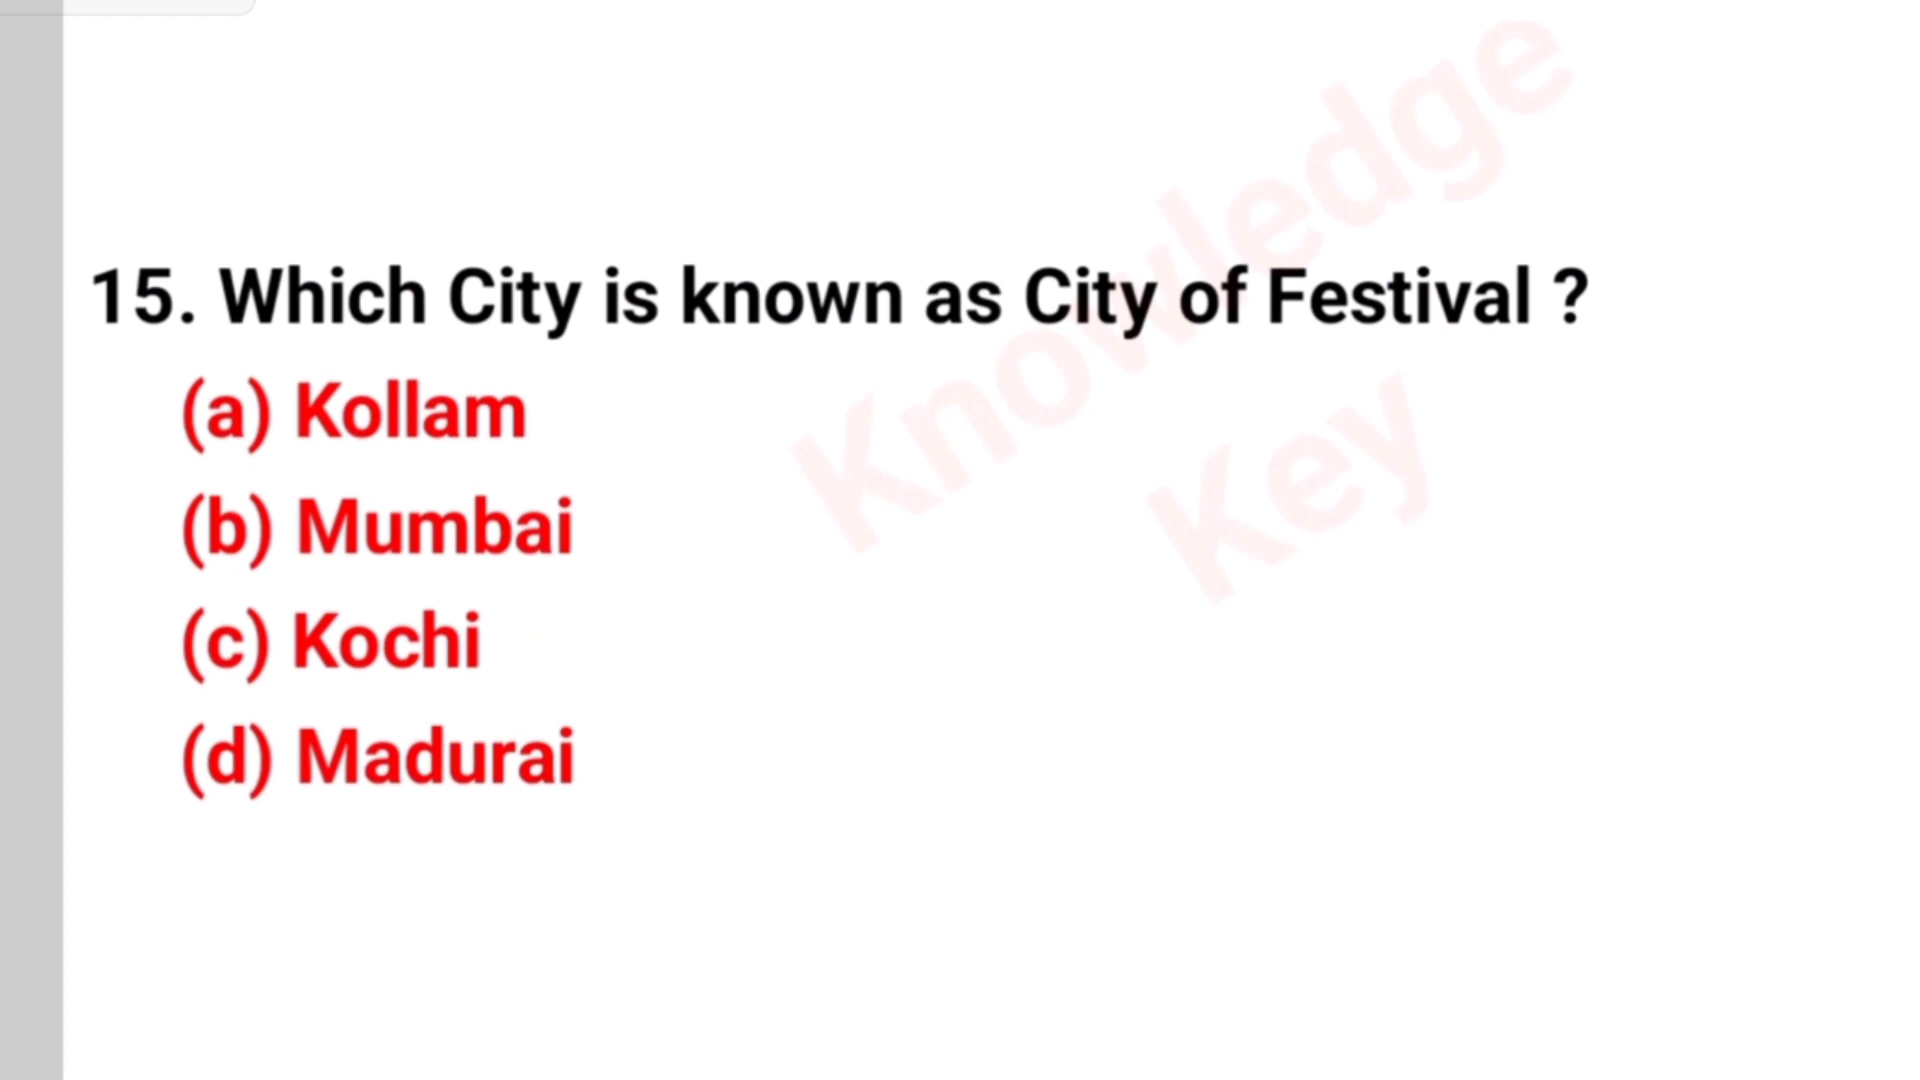 15. Which City is known as City of Festival ?
(a) Kollam
(b) Mumbai
(c) Kochi
(d) Madurai
Knowledge
Key